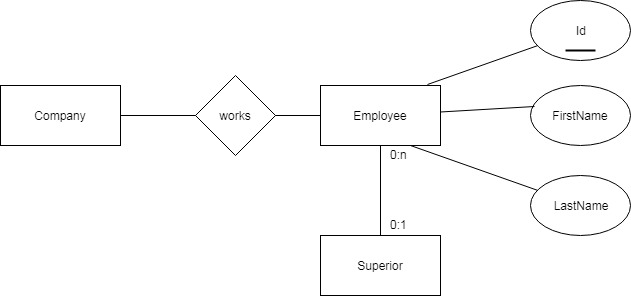 Id
Company
works
Employee
FirstName
0:n
LastName
0:1
Superior